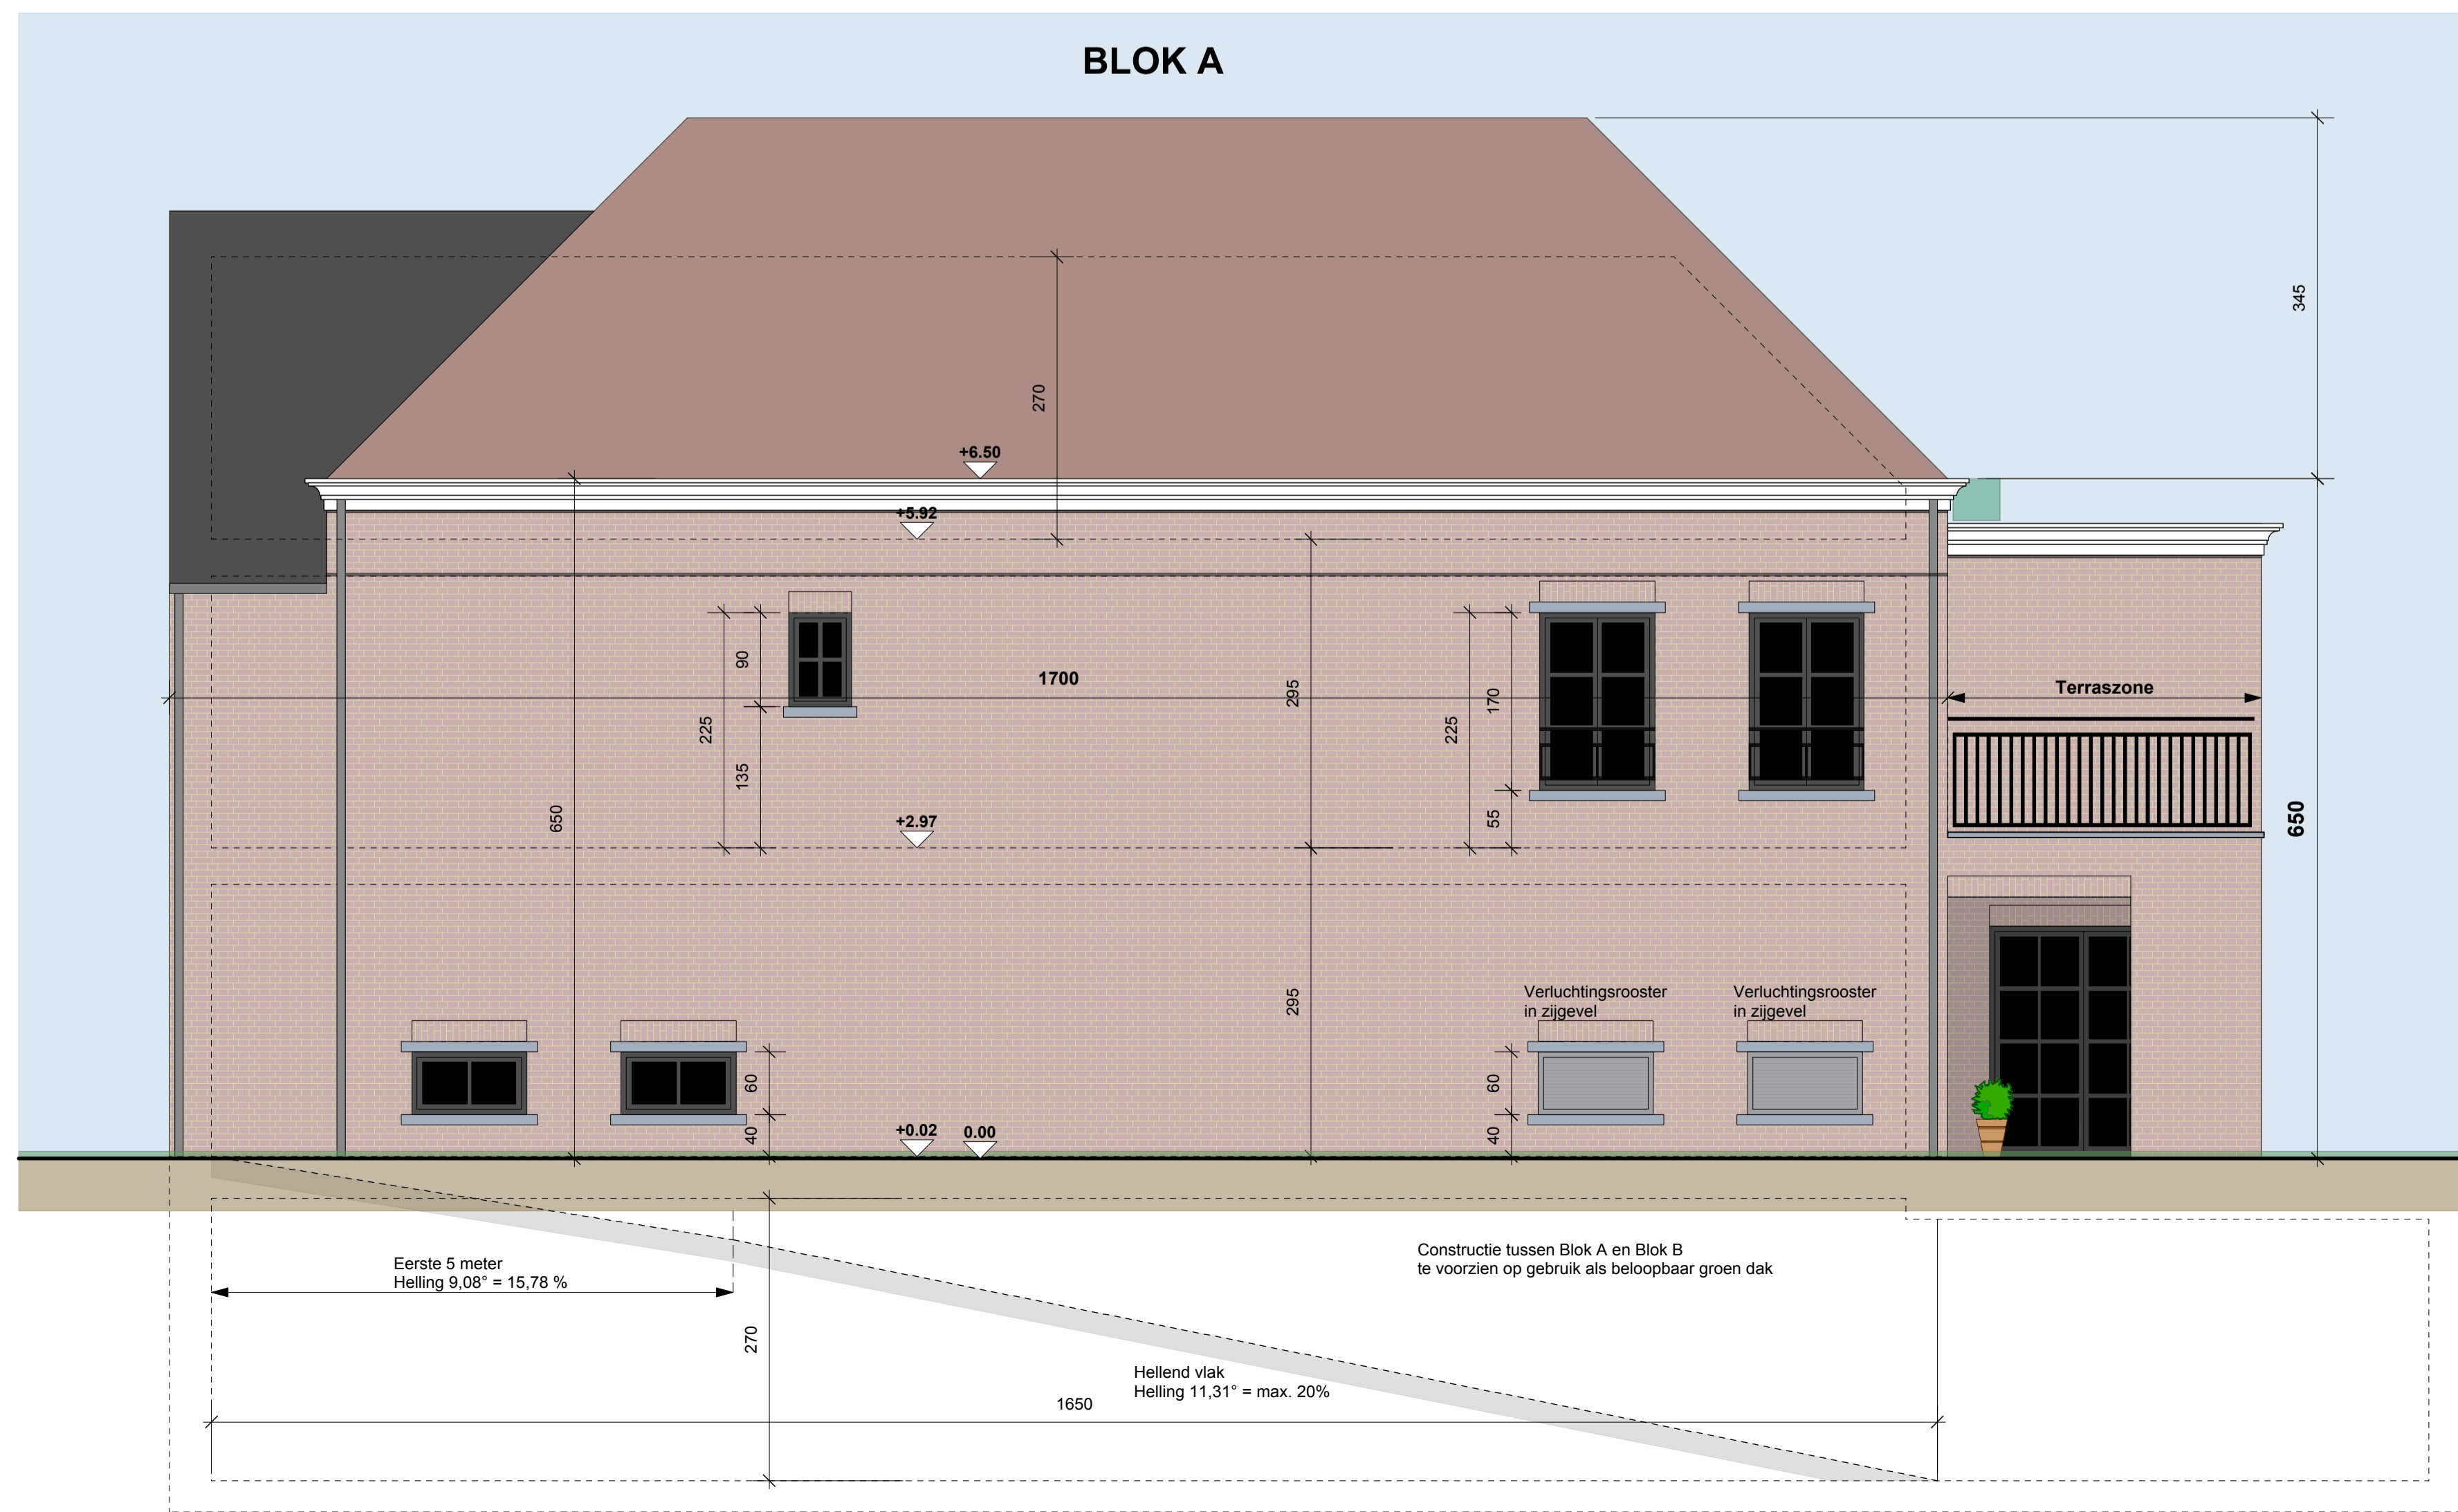 BLOK A
345
270
+6.50
+5.92
90
1700
295
170
Terraszone
225
225
135
650
55
650
+2.97
Verluchtingsrooster
in zijgevel
Verluchtingsrooster
in zijgevel
295
60
60
40
+0.02
0.00
40
Eerste 5 meter
Helling 9,08° = 15,78 %
Constructie tussen Blok A en Blok B
te voorzien op gebruik als beloopbaar groen dak
270
Hellend vlak
Helling 11,31° = max. 20%
1650